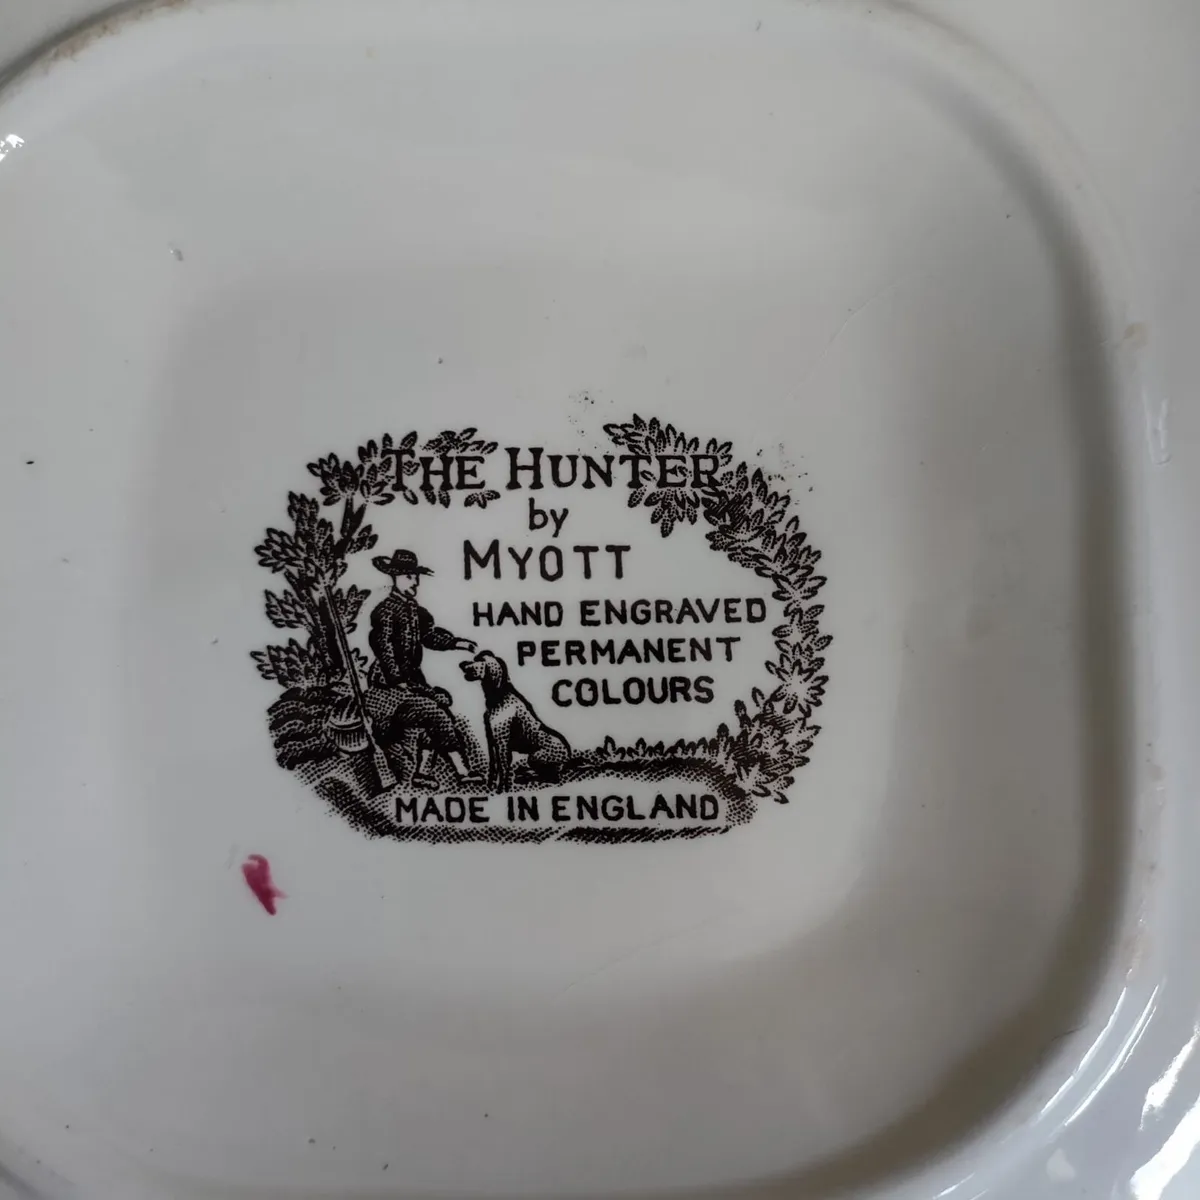 THE HUNTER
by
MYOTT
HAND ENGRAVED
PERMANENT
COLOURS
MADE IN ENGLAND